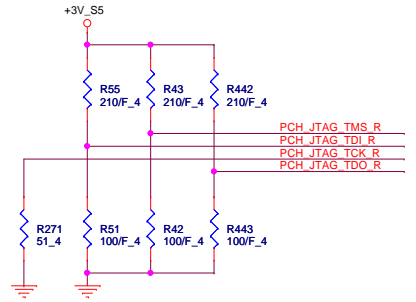 +3V_S5
R55 R43 R442
210/F_4 210/F_4 210/F_4
PCH_JTAG_TMS_R
PCH_JTAG_TDI_R
PCH_JTAG_TCK_R
PCH_JTAG_TDO_R
R271 R51 R42 R443
51_4 100/F_4 100/F_4 100/F_4